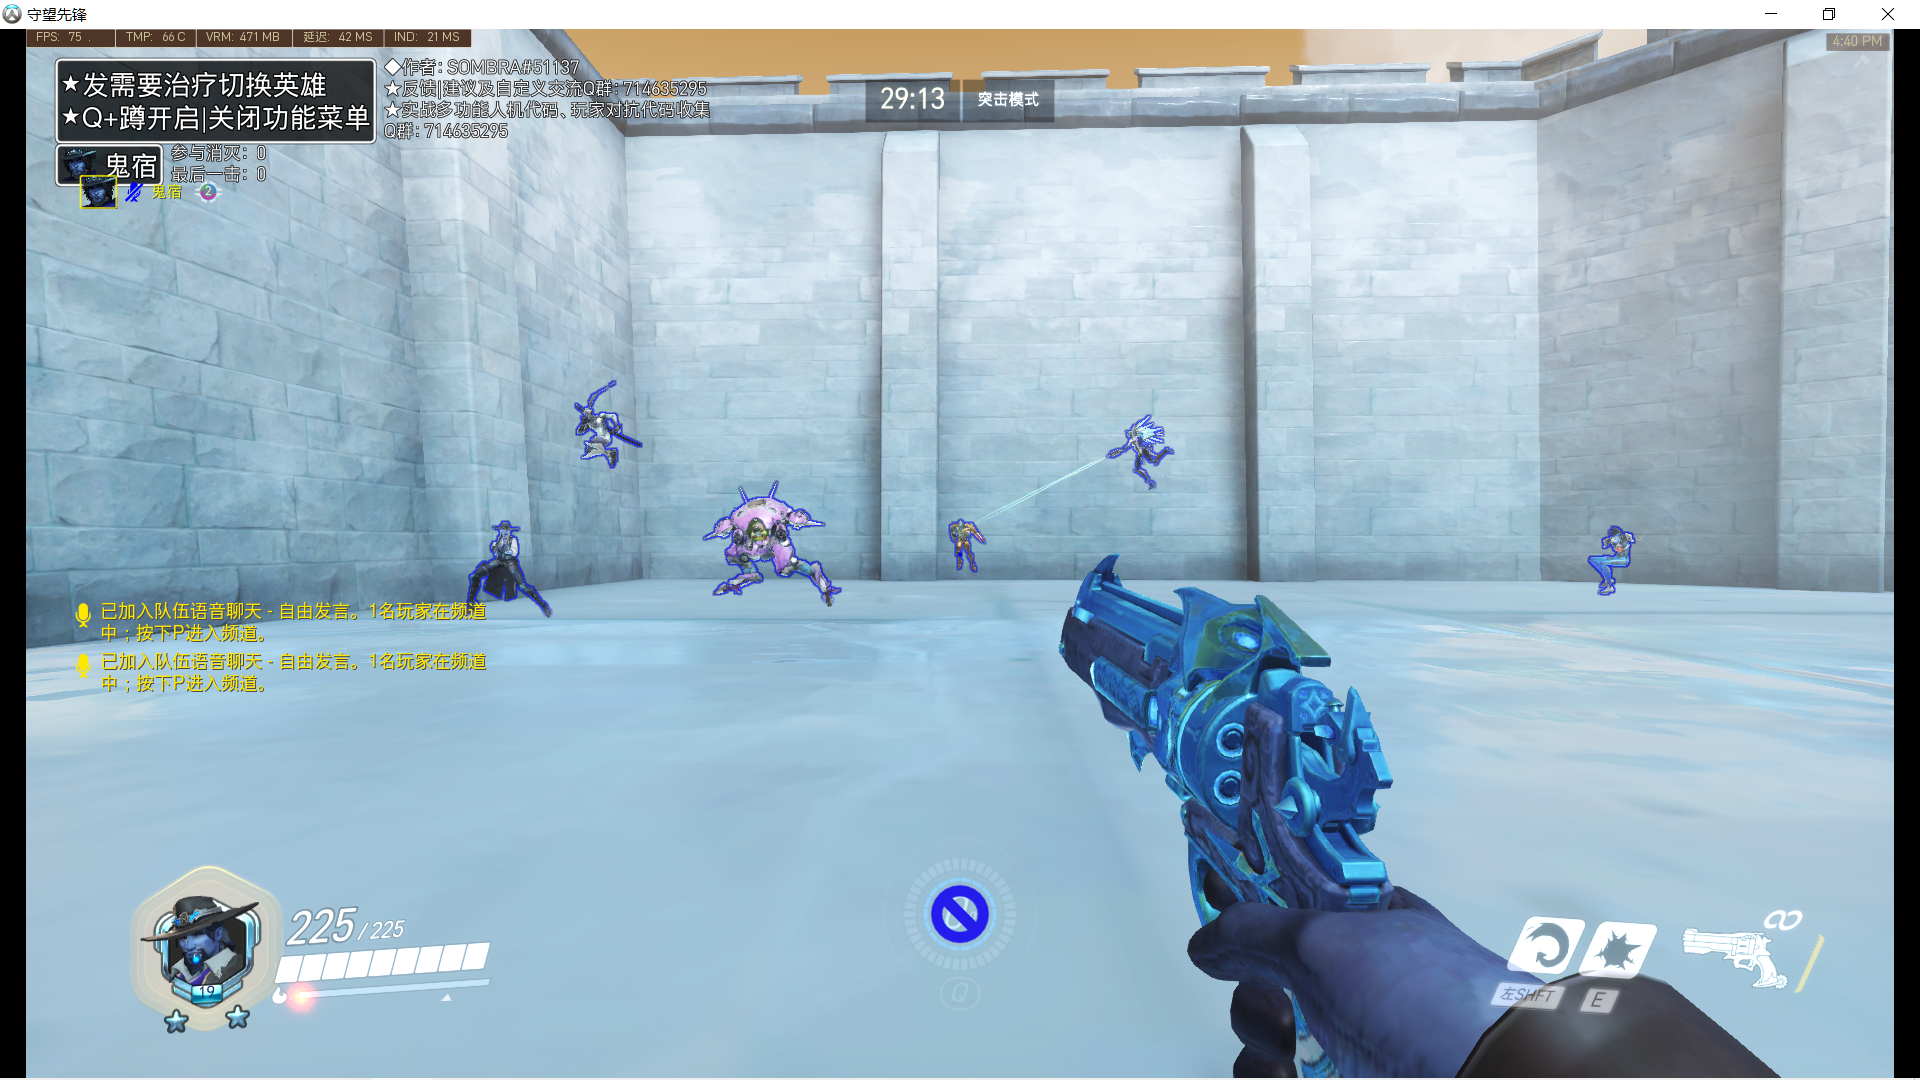 守望先锋
FPS: 75 . TMP: 66 C VRM: 471 MB 延迟: 42 MS IND: 21 MS
4:40 PM
★发需要治疗切换英雄
★Q+蹲开启|关闭功能菜单
◆作者: SOMBRA#51137
★反馈|建议及自定义交流Q群: 714635295
★实战多功能人机代码、玩家对抗代码收集
Q群: 714635295
29:13 突击模式
鬼宿
参与消灭: 0
最后一击: 0
鬼宿 2
已加入队伍语音聊天 - 自由发言。1名玩家在频道
中；按下P进入频道。
已加入队伍语音聊天 - 自由发言。1名玩家在频道
中；按下P进入频道。
225/225
19
Q
左SHFT E
∞